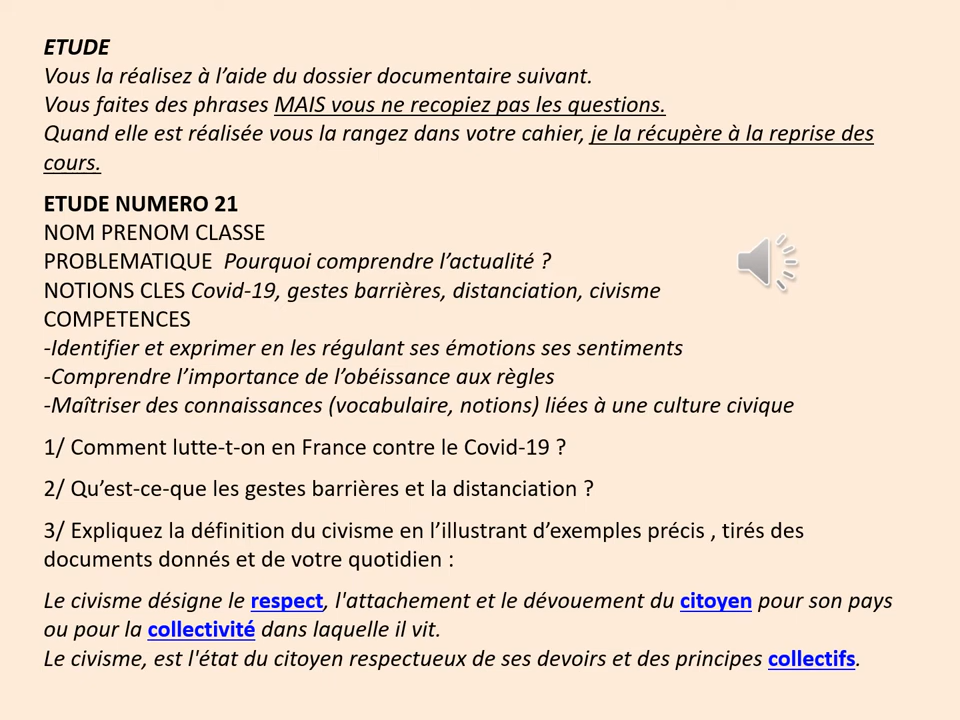 ETUDE
Vous la réalisez à l’aide du dossier documentaire suivant.
Vous faites des phrases MAIS vous ne recopiez pas les questions.
Quand elle est réalisée vous la rangez dans votre cahier, je la récupère à la reprise des
cours.
ETUDE NUMERO 21
NOM PRENOM CLASSE
PROBLEMATIQUE Pourquoi comprendre l’actualité ?
NOTIONS CLES Covid-19, gestes barrières, distanciation, civisme
COMPETENCES
-Identifier et exprimer en les régulant ses émotions ses sentiments
-Comprendre l’importance de l’obéissance aux règles
-Maîtriser des connaissances (vocabulaire, notions) liées à une culture civique
1/ Comment lutte-t-on en France contre le Covid-19 ?
2/ Qu’est-ce-que les gestes barrières et la distanciation ?
3/ Expliquez la définition du civisme en l’illustrant d’exemples précis , tirés des
documents donnés et de votre quotidien :
Le civisme désigne le respect, l'attachement et le dévouement du citoyen pour son pays
ou pour la collectivité dans laquelle il vit.
Le civisme, est l'état du citoyen respectueux de ses devoirs et des principes collectifs.